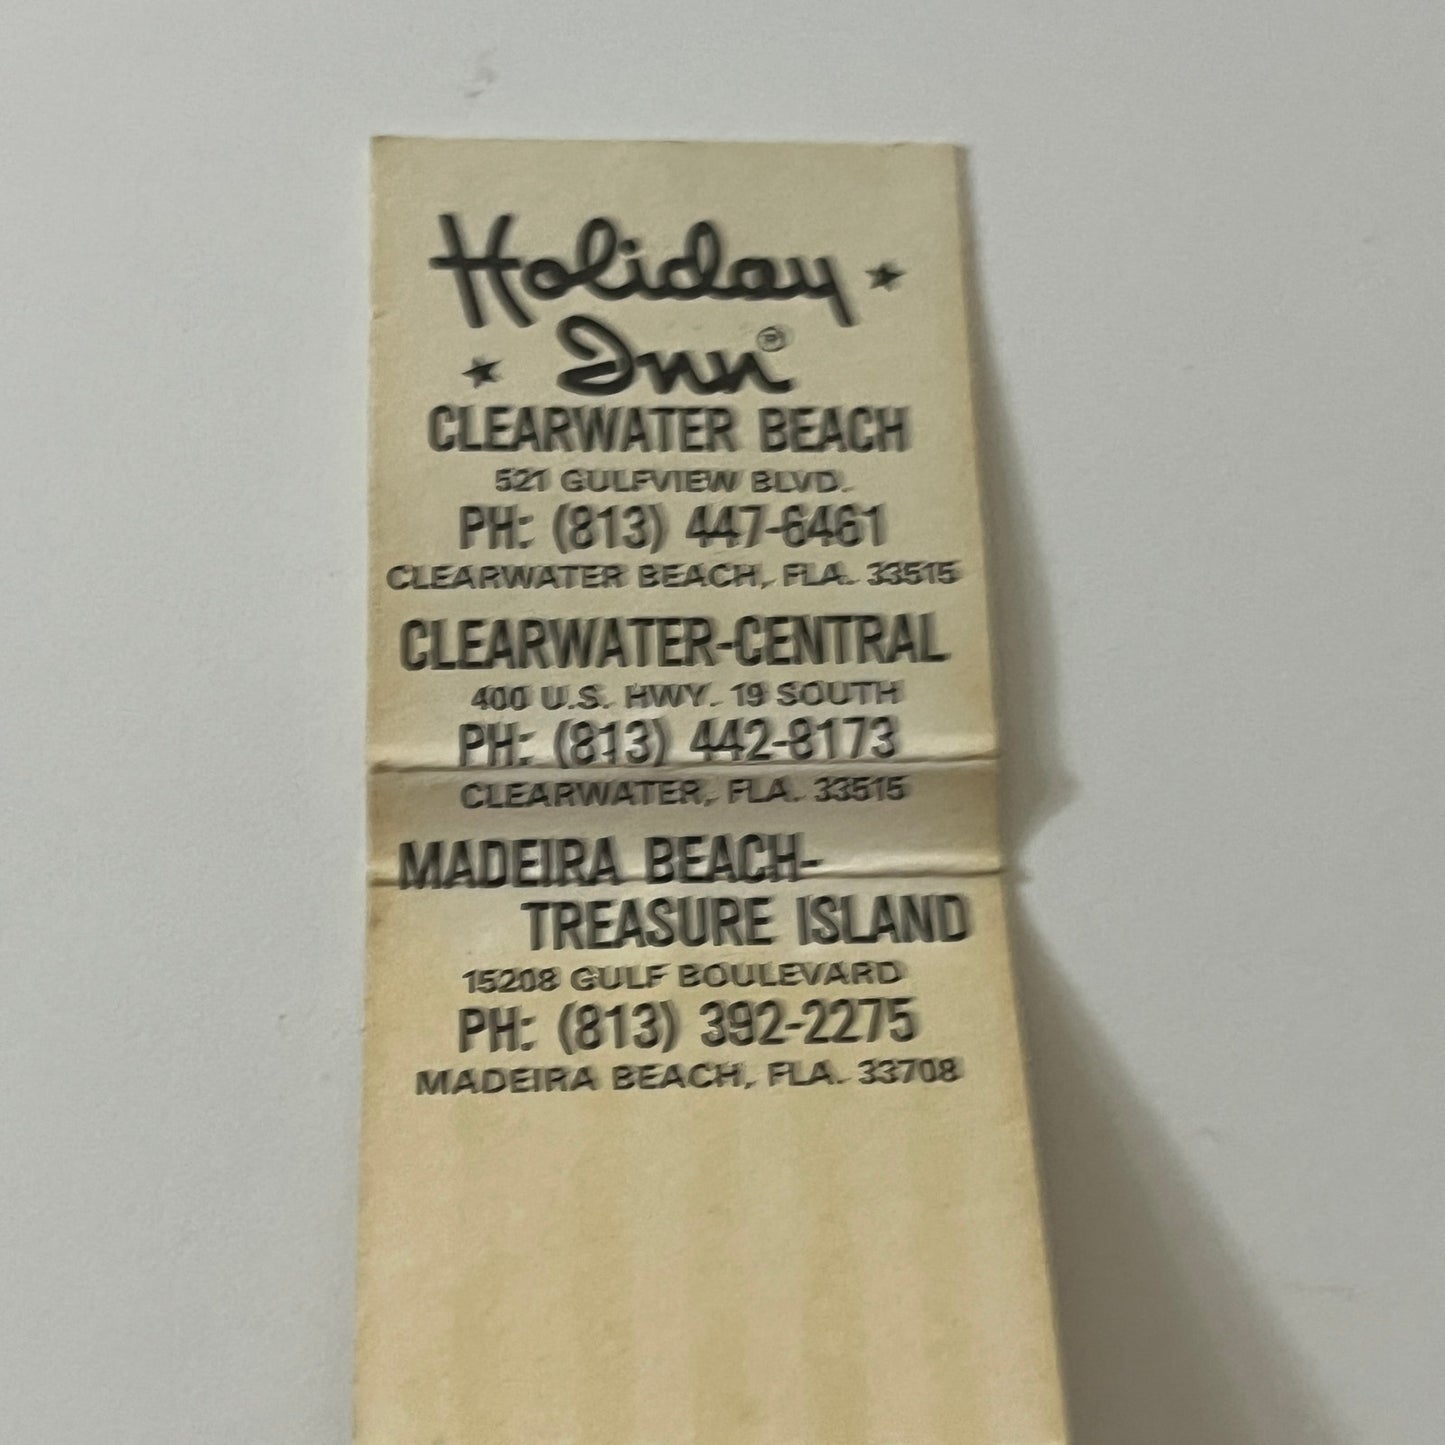 Holiday
Inn®
CLEARWATER BEACH
521 GULFVIEW BLVD.
PH: (813) 447-6461
CLEARWATER BEACH, FLA. 33515
CLEARWATER-CENTRAL
400 U.S. HWY. 19 SOUTH
PH: (813) 442-8173
CLEARWATER, FLA. 33515
MADEIRA BEACH-
TREASURE ISLAND
15208 GULF BOULEVARD
PH: (813) 392-2275
MADEIRA BEACH, FLA. 33708